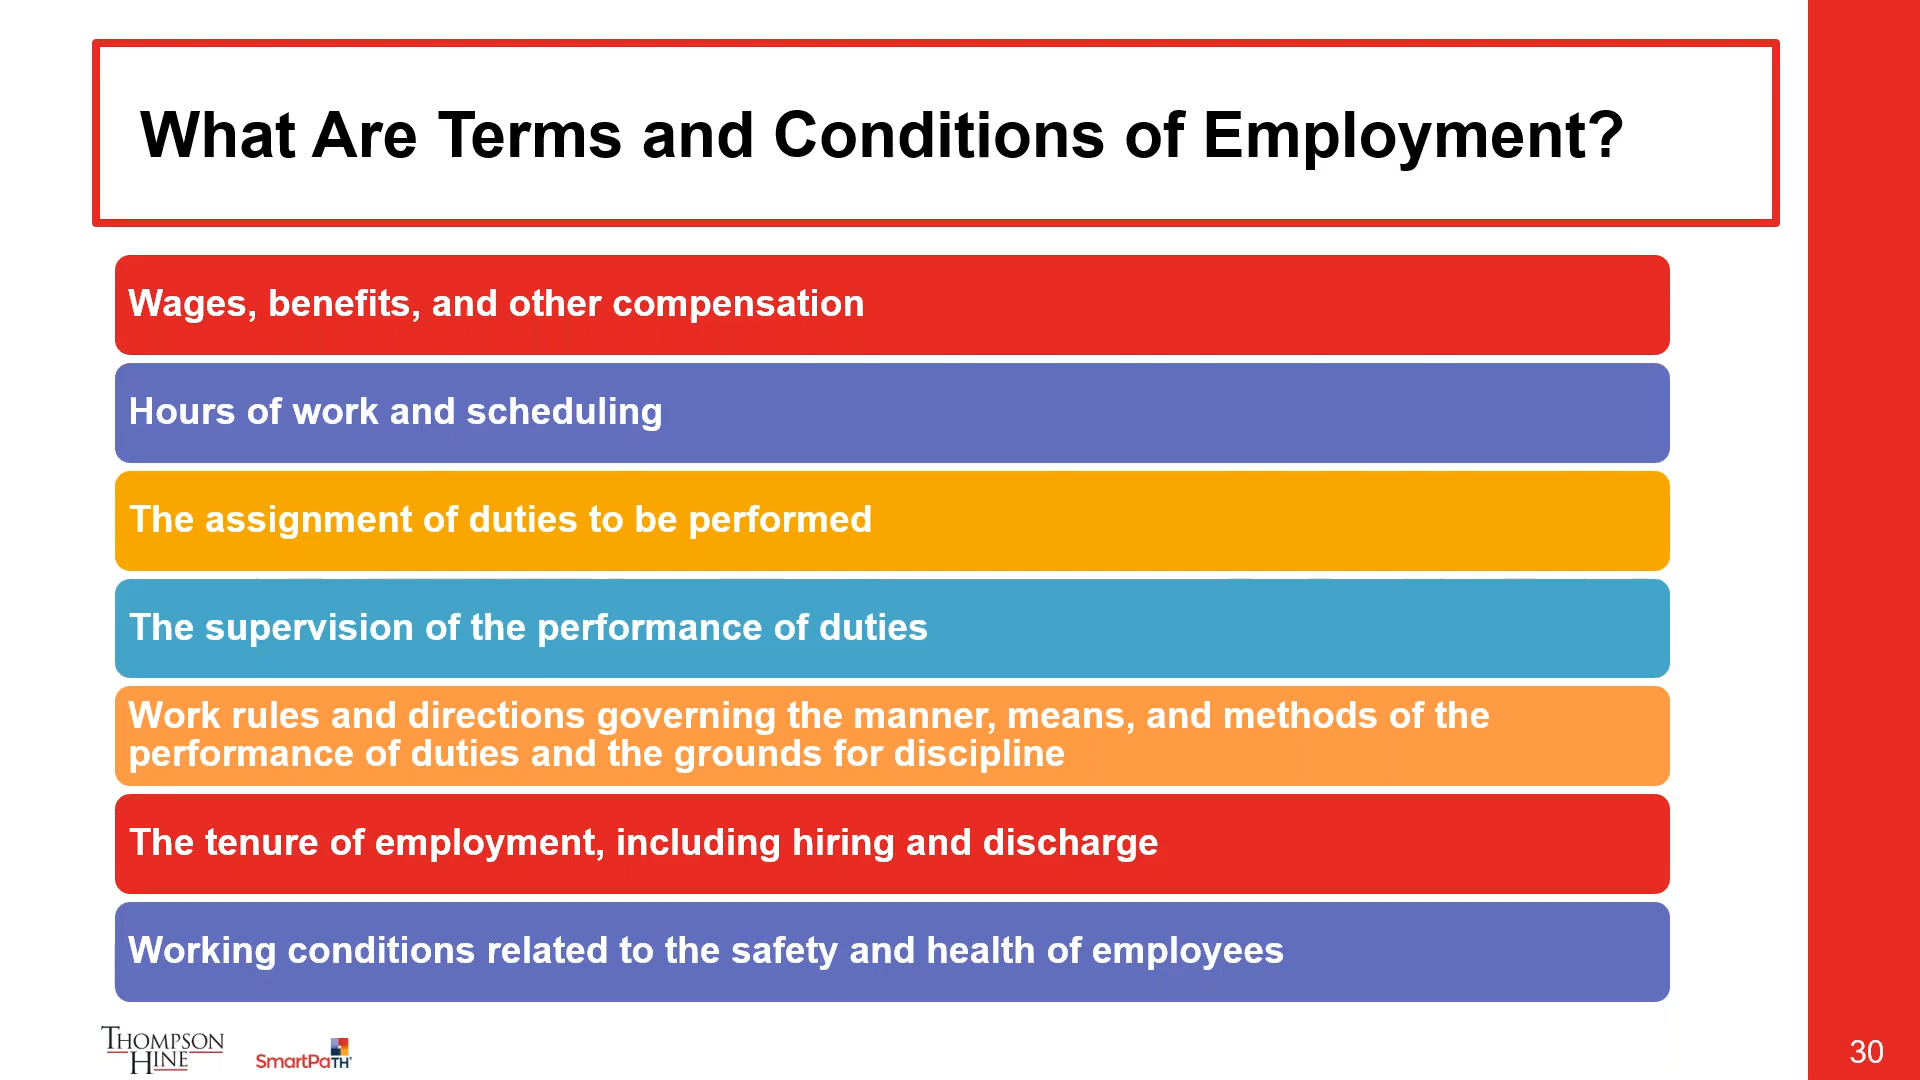 What Are Terms and Conditions of Employment?
Wages, benefits, and other compensation
Hours of work and scheduling
The assignment of duties to be performed
The supervision of the performance of duties
Work rules and directions governing the manner, means, and methods of the
performance of duties and the grounds for discipline
The tenure of employment, including hiring and discharge
Working conditions related to the safety and health of employees
THOMPSON
HINE
SmartPaTH
30